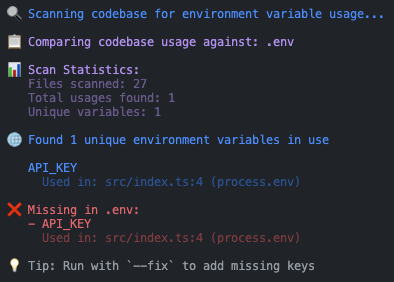 🔍 Scanning codebase for environment variable usage...
📋 Comparing codebase usage against: .env
📊 Scan Statistics:
Files scanned: 27
Total usages found: 1
Unique variables: 1
🌐 Found 1 unique environment variables in use
API_KEY
Used in: src/index.ts:4 (process.env)
❌ Missing in .env:
- API_KEY
Used in: src/index.ts:4 (process.env)
💡 Tip: Run with `--fix` to add missing keys